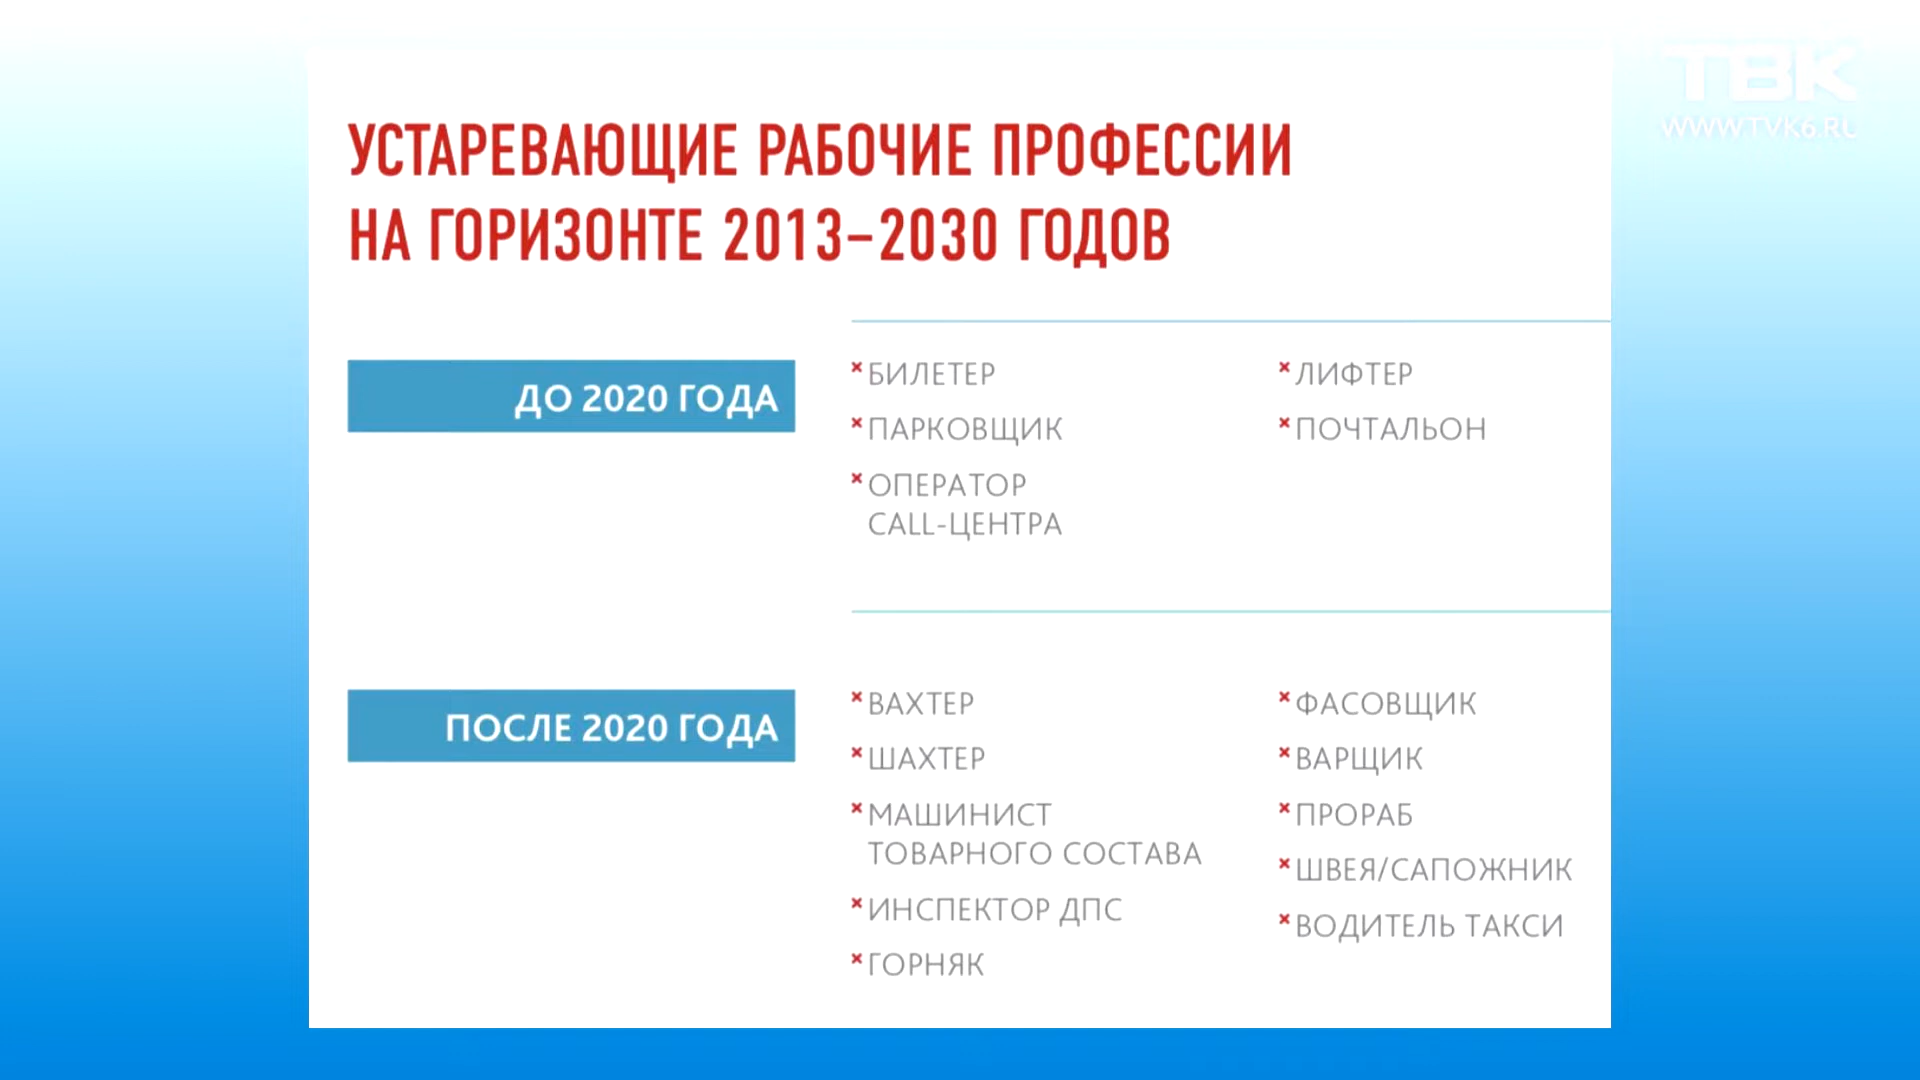 ТВК
WWW.TVK6.RU
УСТАРЕВАЮЩИЕ РАБОЧИЕ ПРОФЕССИИ
НА ГОРИЗОНТЕ 2013–2030 ГОДОВ
ДО 2020 ГОДА
БИЛЕТЕР
ПАРКОВЩИК
ОПЕРАТОР
CALL-ЦЕНТРА
ЛИФТЕР
ПОЧТАЛЬОН
ПОСЛЕ 2020 ГОДА
ВАХТЕР
ШАХТЕР
МАШИНИСТ
ТОВАРНОГО СОСТАВА
ИНСПЕКТОР ДПС
ГОРНЯК
ФАСОВЩИК
ВАРЩИК
ПРОРАБ
ШВЕЯ/САПОЖНИК
ВОДИТЕЛЬ ТАКСИ